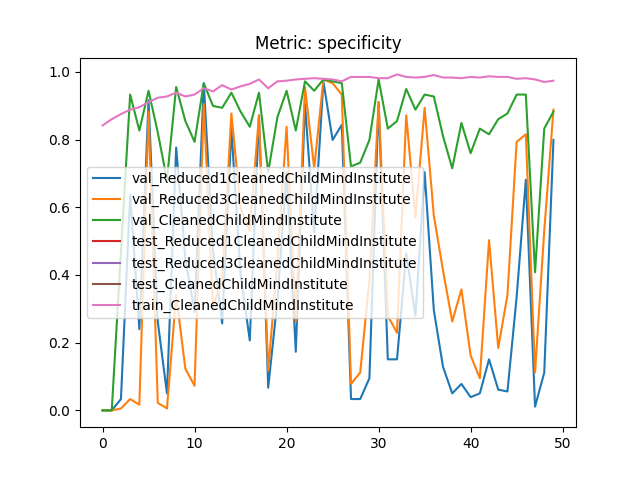 Metric: specificity
1.0
0.8
0.6
0.4
0.2
0.0
val_Reduced1CleanedChildMindInstitute
val_Reduced3CleanedChildMindInstitute
val_CleanedChildMindInstitute
test_Reduced1CleanedChildMindInstitute
test_Reduced3CleanedChildMindInstitute
test_CleanedChildMindInstitute
train_CleanedChildMindInstitute
0 10 20 30 40 50